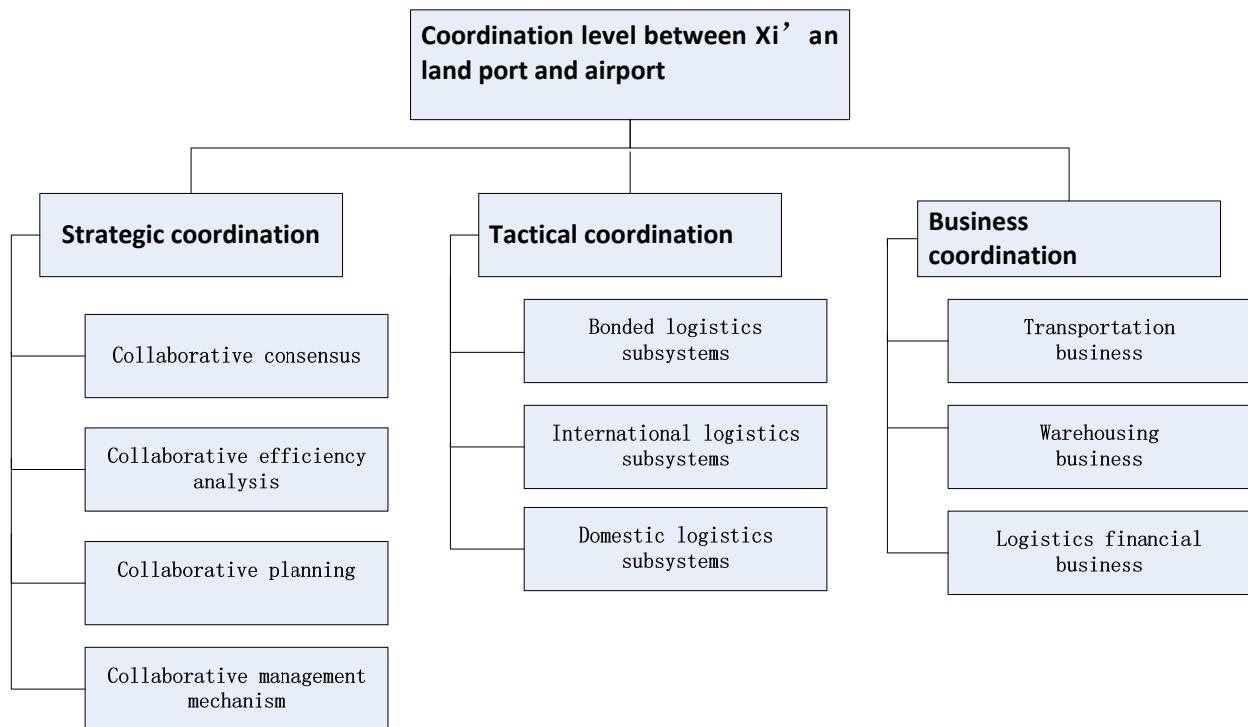 Coordination level between Xi’an
land port and airport
Strategic coordination
Collaborative consensus
Collaborative efficiency
analysis
Collaborative planning
Collaborative management
mechanism
Tactical coordination
Bonded logistics
subsystems
International logistics
subsystems
Domestic logistics
subsystems
Business
coordination
Transportation
business
Warehousing
business
Logistics financial
business